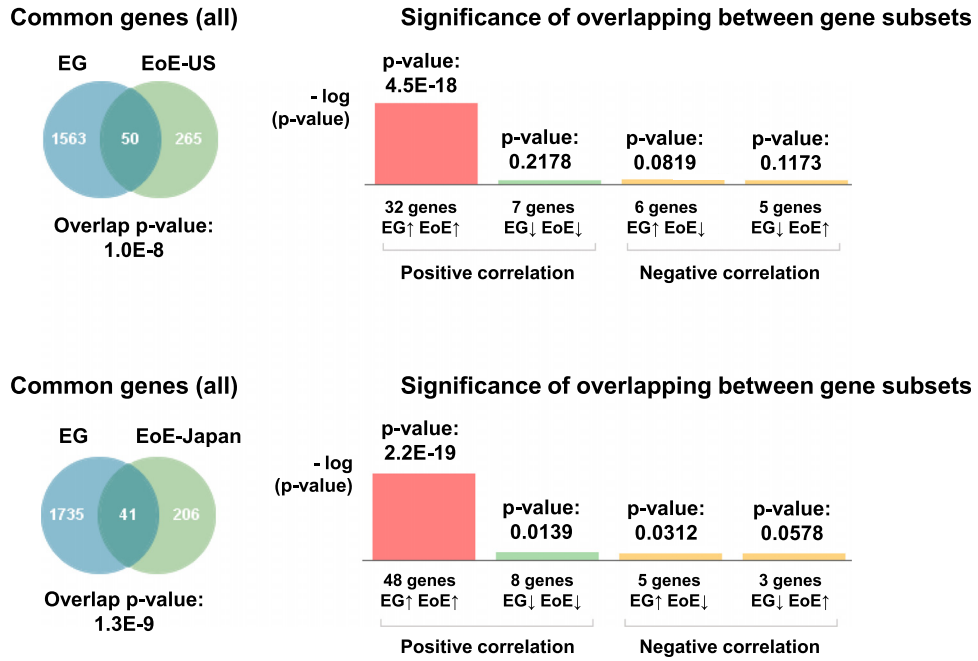 Common genes (all)
EG EoE-US
1563 50 265
Overlap p-value:
1.0E-8
Significance of overlapping between gene subsets
- log
(p-value)
p-value:
4.5E-18
p-value:
0.2178
p-value:
0.0819
p-value:
0.1173
32 genes
EG↑ EoE↑
7 genes
EG↓ EoE↓
6 genes
EG↑ EoE↓
5 genes
EG↓ EoE↑
Positive correlation
Negative correlation
Common genes (all)
EG EoE-Japan
1735 41 206
Overlap p-value:
1.3E-9
Significance of overlapping between gene subsets
- log
(p-value)
p-value:
2.2E-19
p-value:
0.0139
p-value:
0.0312
p-value:
0.0578
48 genes
EG↑ EoE↑
8 genes
EG↓ EoE↓
5 genes
EG↑ EoE↓
3 genes
EG↓ EoE↑
Positive correlation
Negative correlation